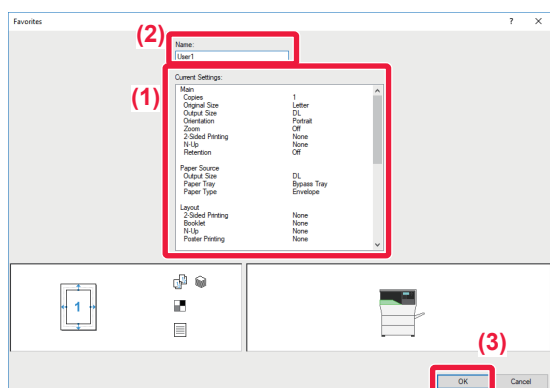 Favorites ? ×
(2)
Name:
User1
(1)
Current Settings:
Main
Copies 1
Original Size Letter
Output Size DL
Orientation Portrait
Zoom Off
2-Sided Printing None
N-Up None
Retention Off
Paper Source
Output Size DL
Paper Tray Bypass Tray
Paper Type Envelope
Layout
2-Sided Printing None
Booklet None
N-Up None
Poster Printing None
1
(3)
OK Cancel